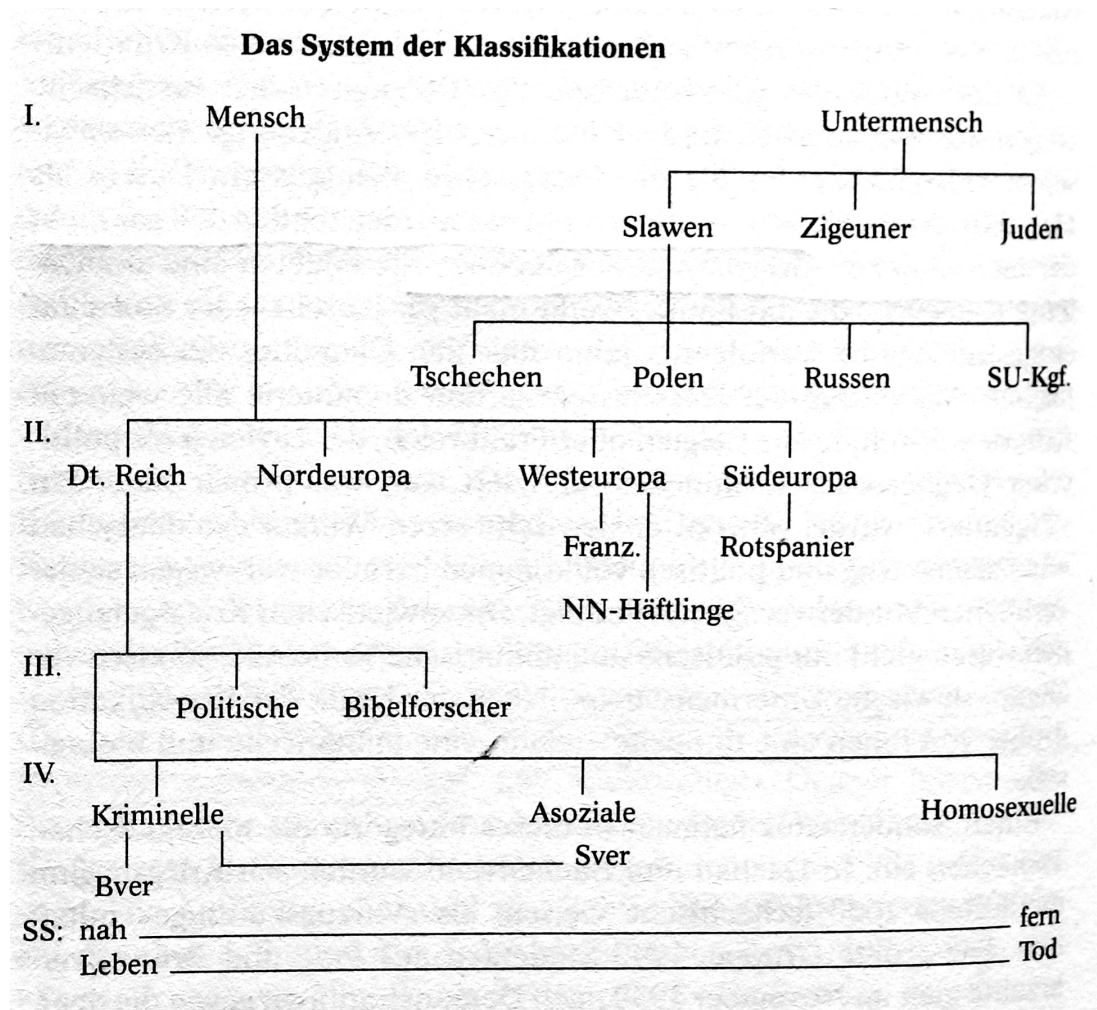 Das System der Klassifikationen
I. Mensch Untermensch
Slawen Zigeuner Juden
Tschechen Polen Russen SU-Kgf.
II.
Dt. Reich Nordeuropa Westeuropa Südeuropa
Franz. Rotspanier
NN-Häftlinge
III.
Politische Bibelforscher
IV.
Kriminelle Asoziale Homosexuelle
Sver
Bver
SS: nah fern
Leben Tod